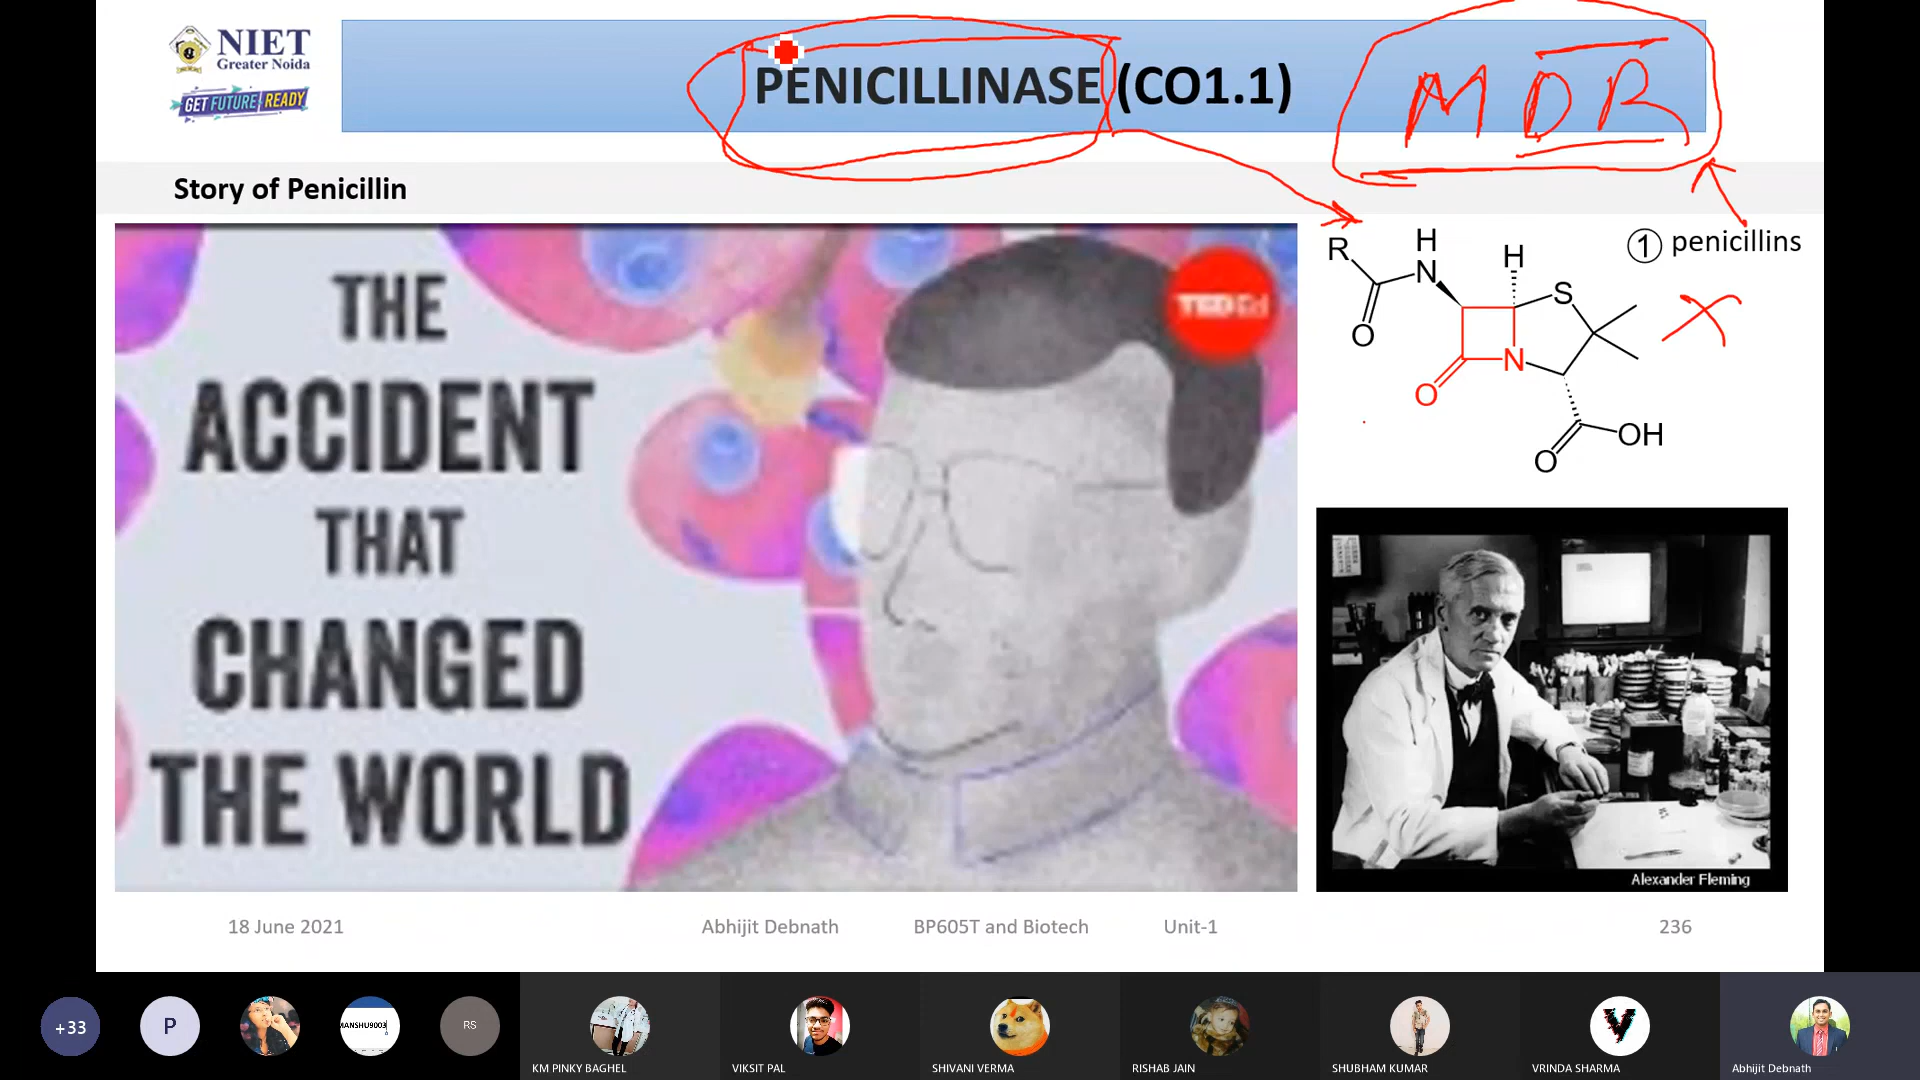 NIET
Greater Noida
GET FUTURE READY
PENICILLINASE (CO1.1)
MDR
Story of Penicillin
THE
ACCIDENT
THAT
CHANGED
THE WORLD
TED Ed
1 penicillins
R
H
N
O
H
S
N
O
O
OH
Alexander Fleming
18 June 2021
Abhijit Debnath
BP605T and Biotech
Unit-1
236
+33
P
MANSHU9003
RS
KM PINKY BAGHEL
VIKSIT PAL
SHIVANI VERMA
RISHAB JAIN
SHUBHAM KUMAR
VRINDA SHARMA
Abhijit Debnath